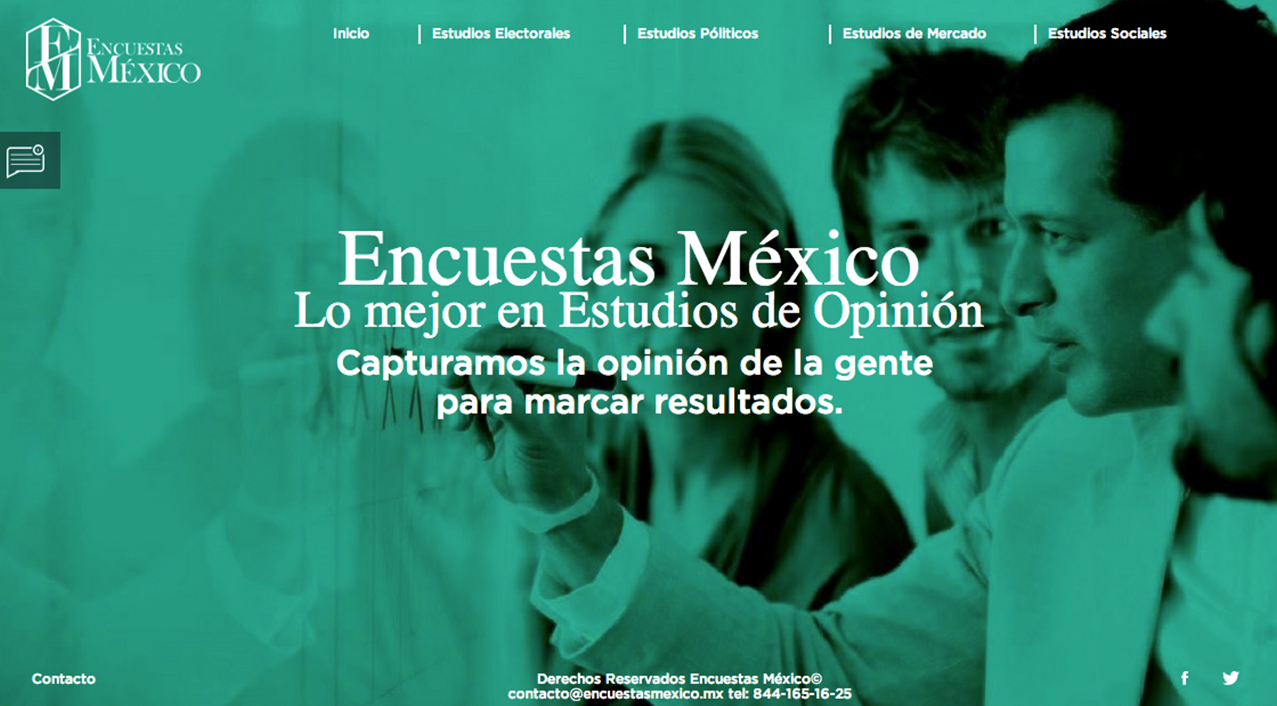 EM
ENCUESTAS
MÉXICO
Inicio
Estudios Electorales
Estudios Póliticos
Estudios de Mercado
Estudios Sociales
Encuestas México
Lo mejor en Estudios de Opinión
Capturamos la opinión de la gente
para marcar resultados.
Contacto
Derechos Reservados Encuestas México©
contacto@encuestasmexico.mx tel: 844-165-16-25